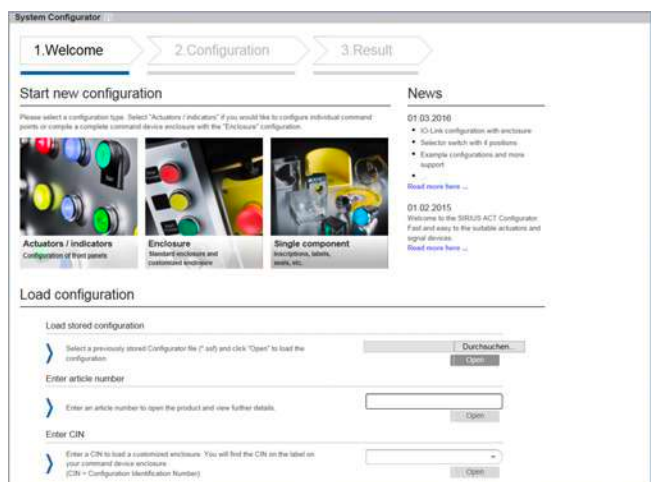 System Configurator
1.Welcome
2.Configuration
3.Result
Start new configuration
Please select a configuration type. Select "Actuators / indicators" if you would like to configure individual command
points or compile a complete command device enclosure with the "Enclosure" configuration.
Actuators / indicators
Configuration of front panels
Enclosure
Standard enclosure and
customized enclosure
Single component
Inscriptions, labels,
seals, etc.
News
01.03.2016
IO-Link configuration with enclosure
Selector switch with 4 positions
Example configurations and more
support
...
Read more here ...
01.02.2015
Welcome to the SIRIUS ACT Configurator.
Fast and easy to the suitable actuators and
signal devices.
Read more here ...
Load configuration
Load stored configuration
Select a previously stored Configurator file (*.ssf) and click "Open" to load the
configuration.
Durchsuchen...
Open
Enter article number
Enter an article number to open the product and view further details.
Open
Enter CIN
Enter a CIN to load a customized enclosure. You will find the CIN on the label on
your command device enclosure.
(CIN = Configuration Identification Number)
Open